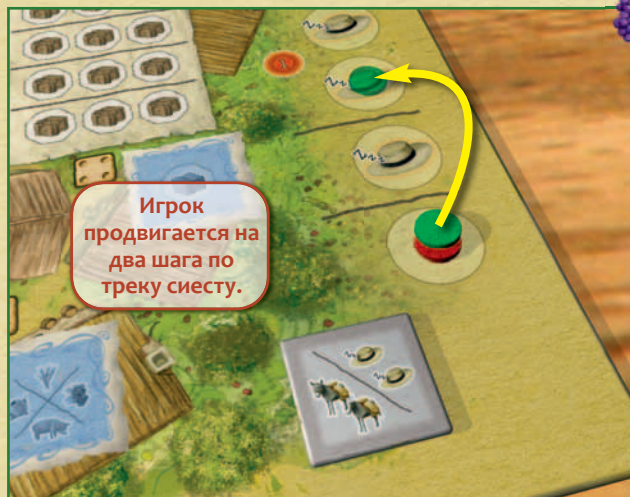 Игрок
продвигается на
два шага по
треку сиесту.